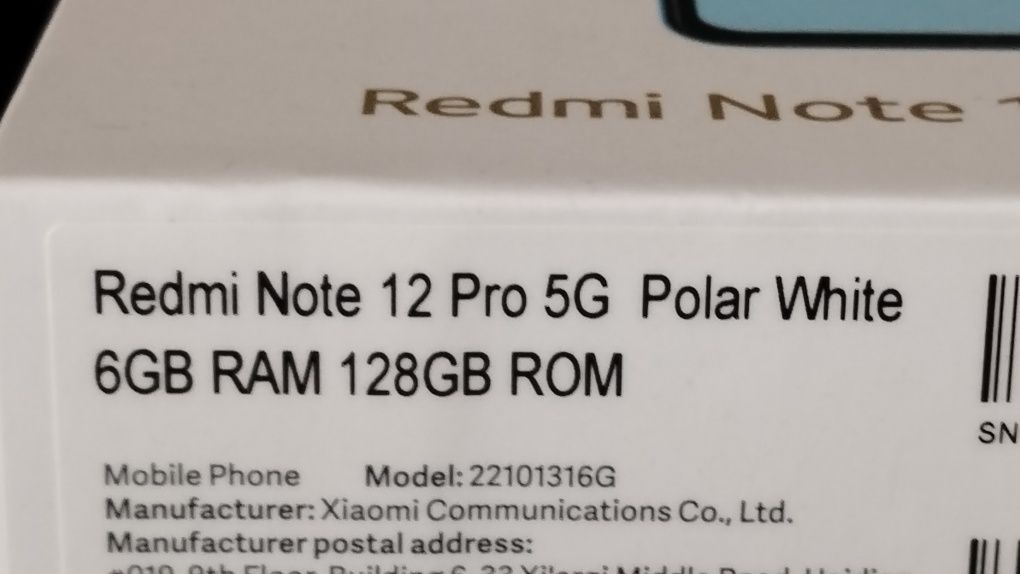 Redmi Note
Redmi Note 12 Pro 5G Polar White
6GB RAM 128GB ROM
SN
Mobile Phone Model: 22101316G
Manufacturer: Xiaomi Communications Co., Ltd.
Manufacturer postal address: